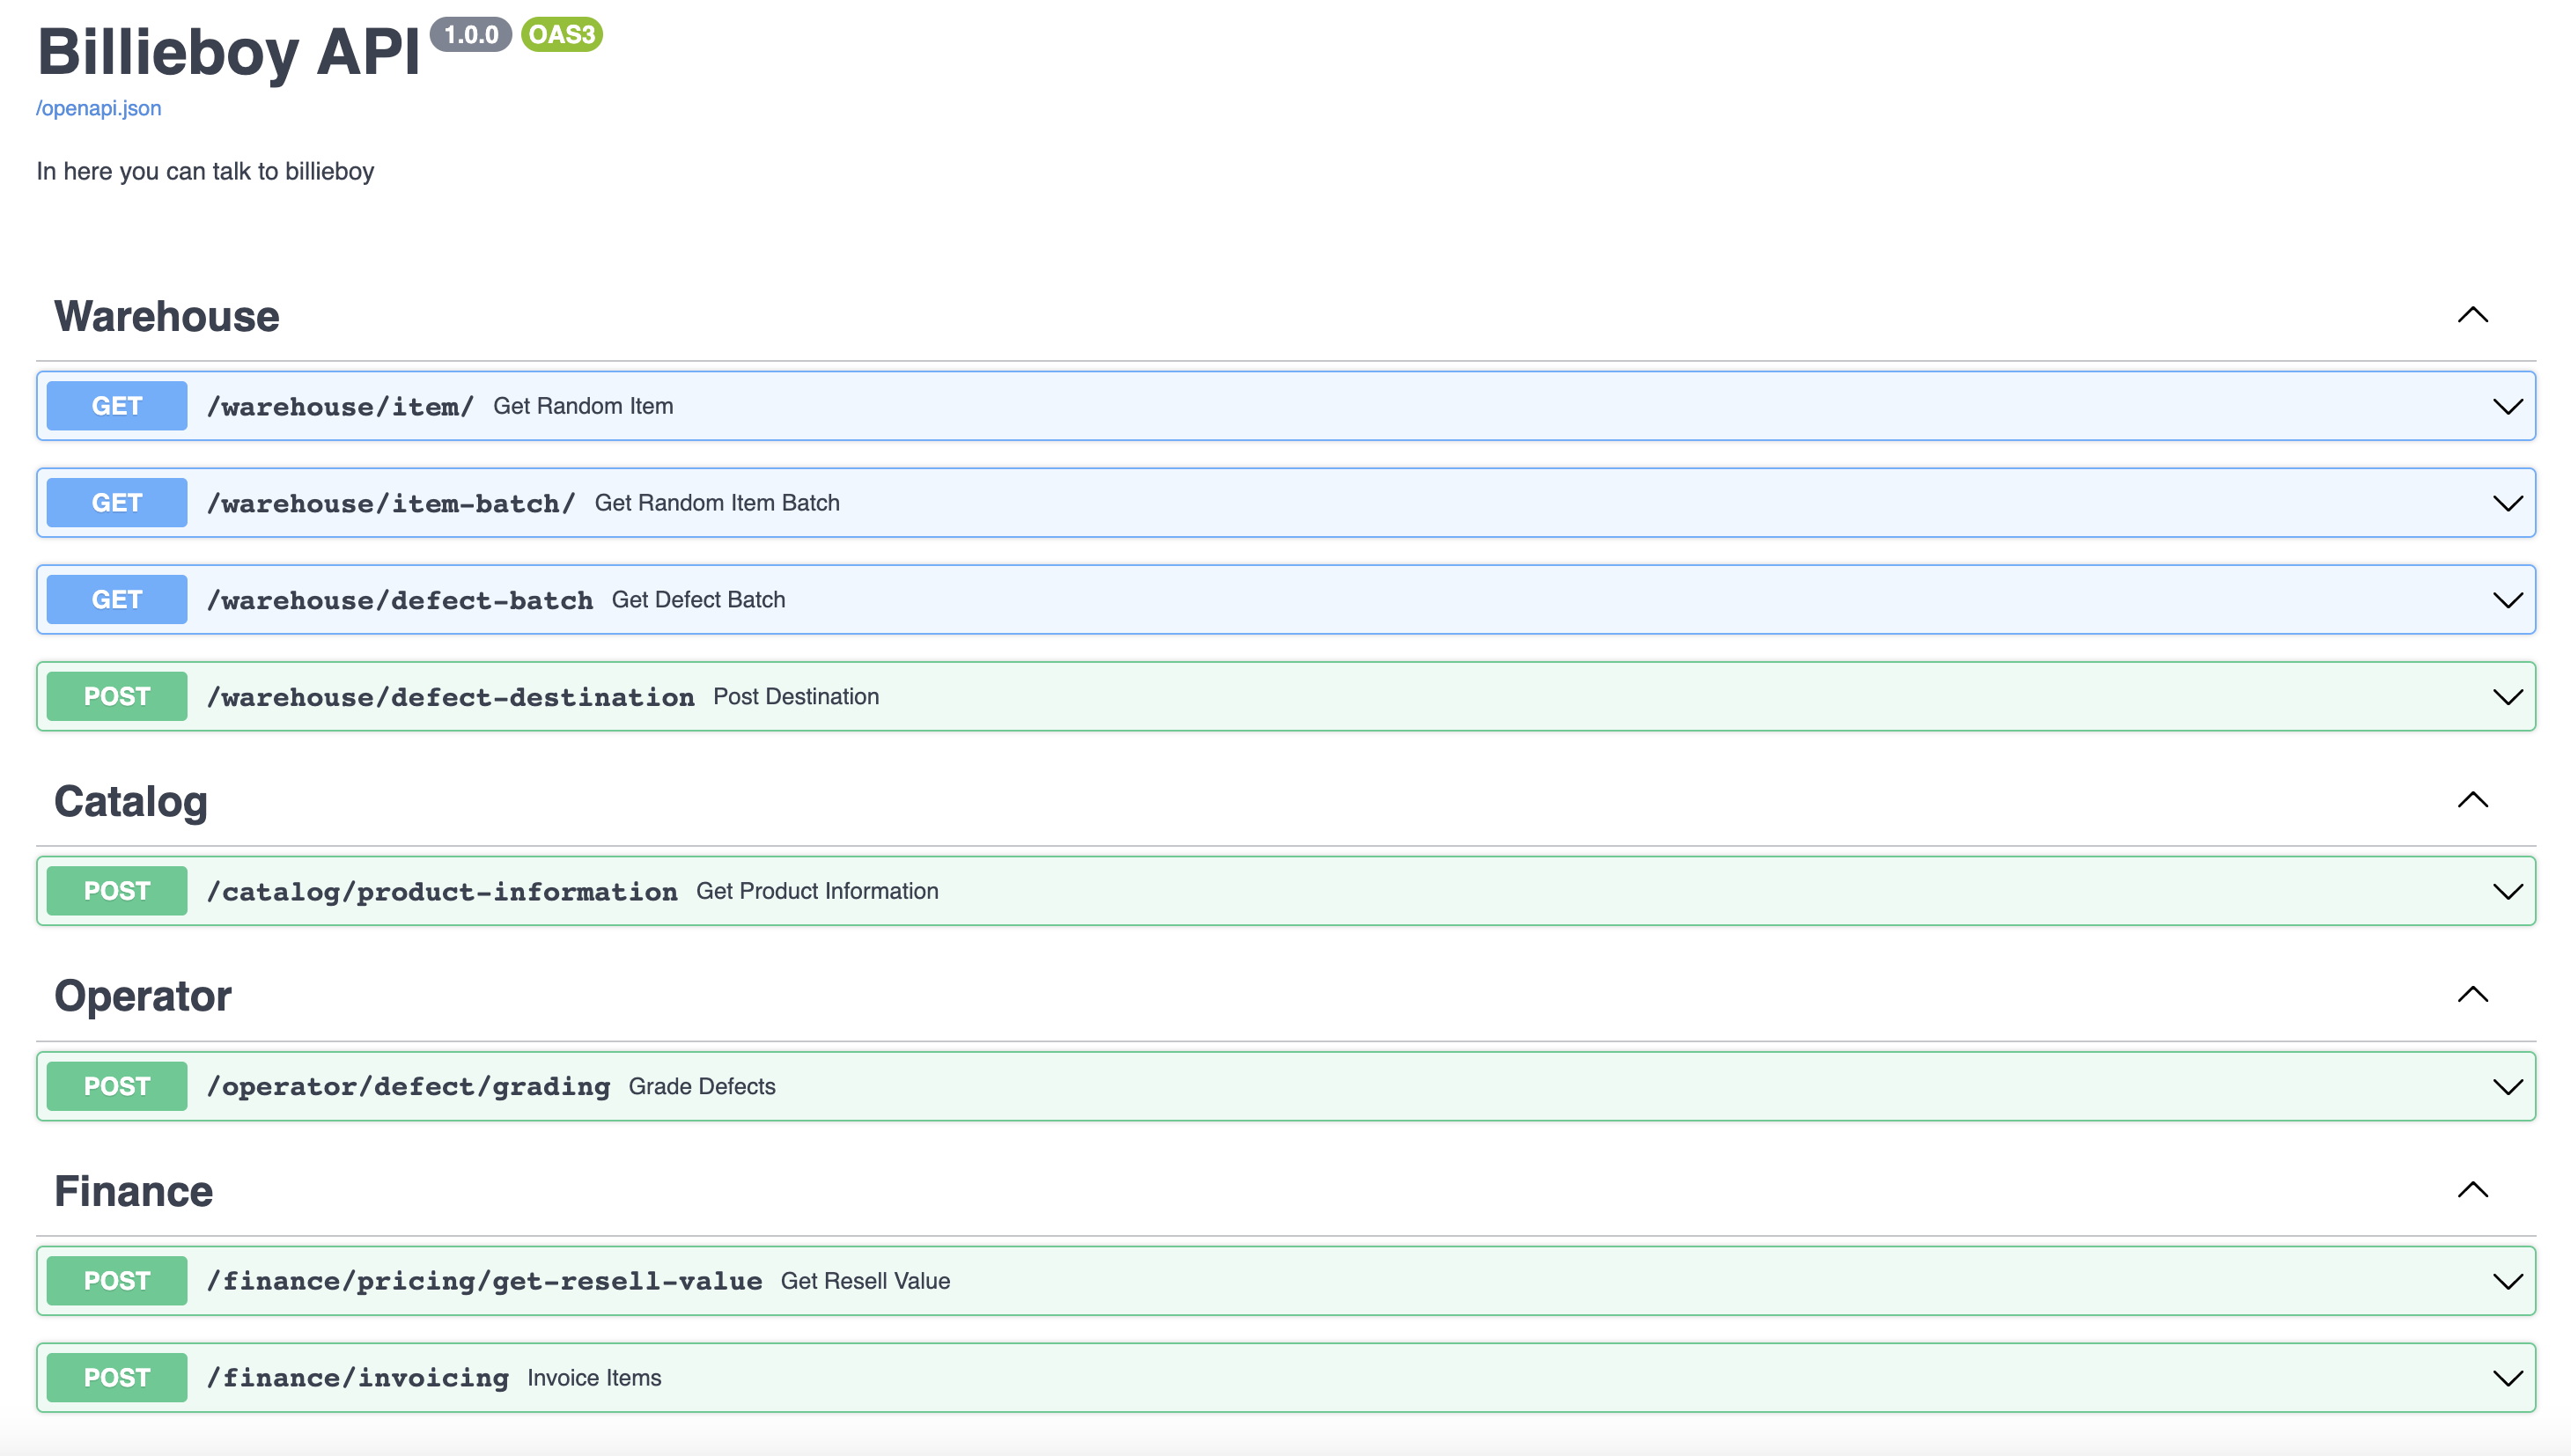 Billieboy API 1.0.0 OAS3
/openapi.json
In here you can talk to billieboy
Warehouse
GET /warehouse/item/ Get Random Item
GET /warehouse/item-batch/ Get Random Item Batch
GET /warehouse/defect-batch Get Defect Batch
POST /warehouse/defect-destination Post Destination
Catalog
POST /catalog/product-information Get Product Information
Operator
POST /operator/defect/grading Grade Defects
Finance
POST /finance/pricing/get-resell-value Get Resell Value
POST /finance/invoicing Invoice Items